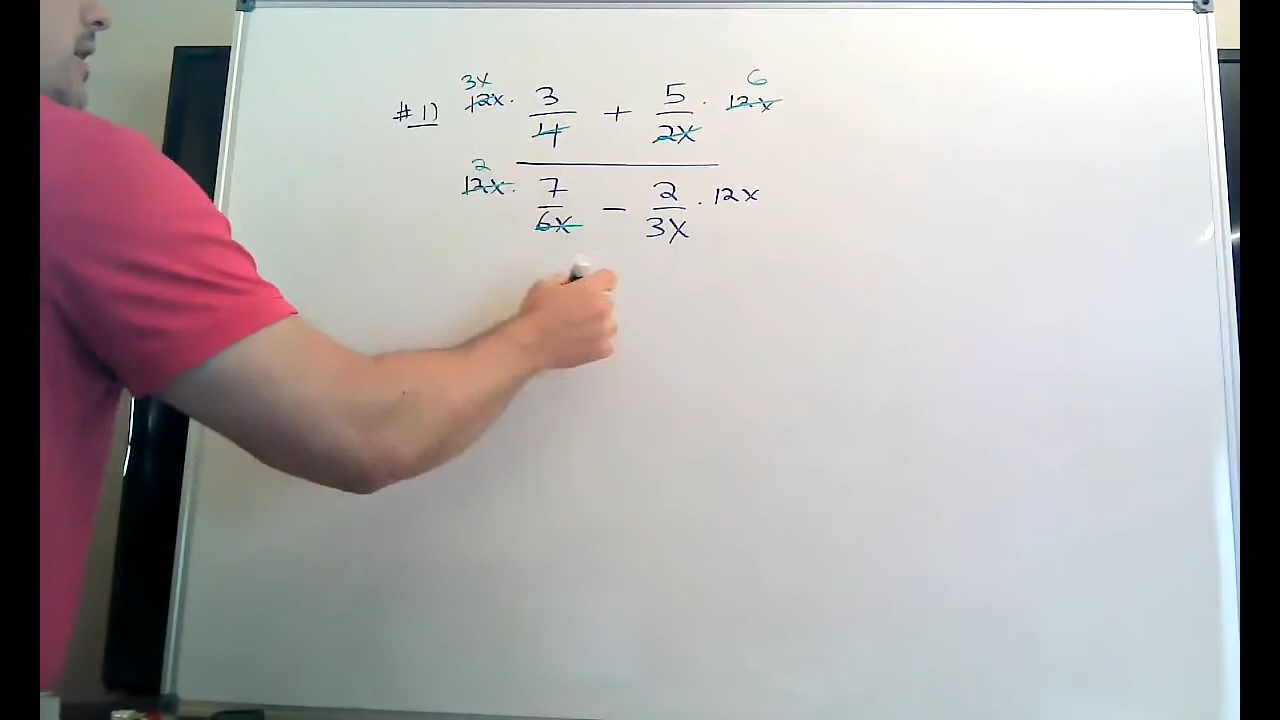 3x 6
#1) 12x · 3/4 + 5/2x · 12x
2
12x · 7/6x − 2/3x · 12x